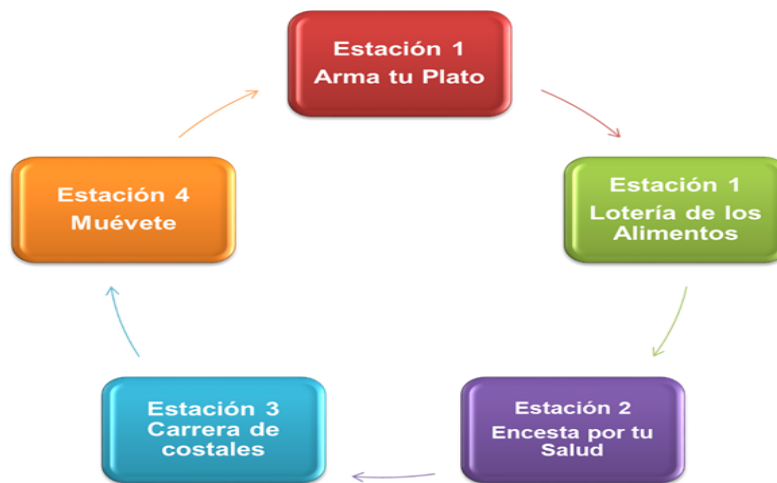 Estación 1
Arma tu Plato
Estación 1
Lotería de los
Alimentos
Estación 2
Encesta por tu
Salud
Estación 3
Carrera de
costales
Estación 4
Muévete